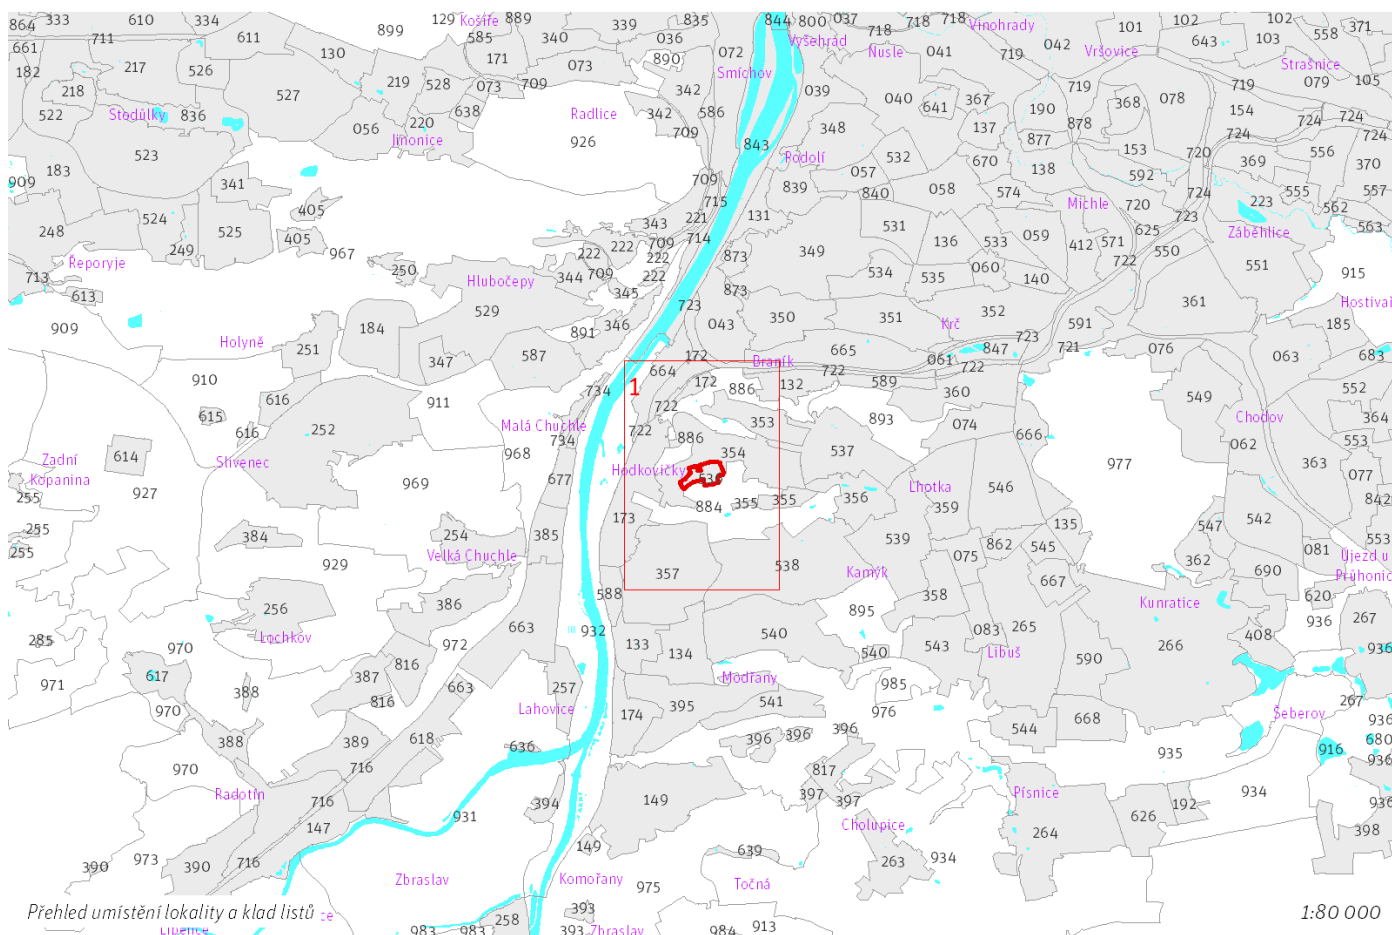 864 333 610 334 899 129 Košíře 889 339 835 844 800 037 718 718 Vinohrady 101 102 102 371
661 711 611 130 585 340 036 072 890 Vyšehrad 718 Nusle 041 719 042 Vršovice 643 103 558 Strašnice
182 217 526 219 528 171 073 709 073 Smíchov 342 586 039 040 641 367 190 719 368 078 719 079 105
218 522 Stodůlky 836 527 056 220 638 Jinonice Radlice 926 342 709 843 348 137 877 878 154 724 724 724
523 183 909 341 Podolí 532 057 670 138 153 592 720 369 556 370
405 709 715 839 840 058 574 Michle 720 724 555 557
248 524 249 525 405 967 343 221 131 531 136 533 059 412 571 625 723 223 562 563 Záběhlice
713 Řeporyje 613 250 Hlubočepy 222 222 709 222 714 873 349 534 535 060 140 722 550 551 915
344 709 222 345 873 529 Hostivař
909 Holyně 251 184 347 587 891 346 723 043 350 351 Krč 352 723 591 361 185
910 172 Braník 665 061 847 722 721 076 063 683
615 616 616 911 734 664 172 886 132 722 589 360 549 552
252 Malá Chuchle 734 1 722 722 353 893 074 666 Chodov 364
Zadní Kopanina 614 Slivenec 968 886 354 537 062 553
927 255 969 677 Hodkovičky 536 Lhotka 546 977 363 077
255 384 254 173 884 355 355 356 359 135 547 542 842
255 929 Velká Chuchle 385 539 862 545 081 553
357 538 Kamýk 075 667 362 690 Újezd u Průhonic
256 386 588 895 358 Kunratice 620 936 267
285 Lochkov 663 932 133 540 083 265 408
970 972 134 540 543 Libuš 590 266 936
971 617 387 816 Modřany 985
388 816 663 257 395 541 976 668 Šeberov 267
970 Lahovice 174 544 936
388 389 618 636 396 396 396 935 916 680
970 716 817 936
Radotín 716 931 394 149 397 397 Písnice 192 934 936
147 Cholupice 264 626 398
390 973 390 716 149 639 263 934
Zbraslav Komořany 975 Točná
Přehled umístění lokality a klad listů 258 393 1:80 000
983 983 393 Zbraslav 984 913